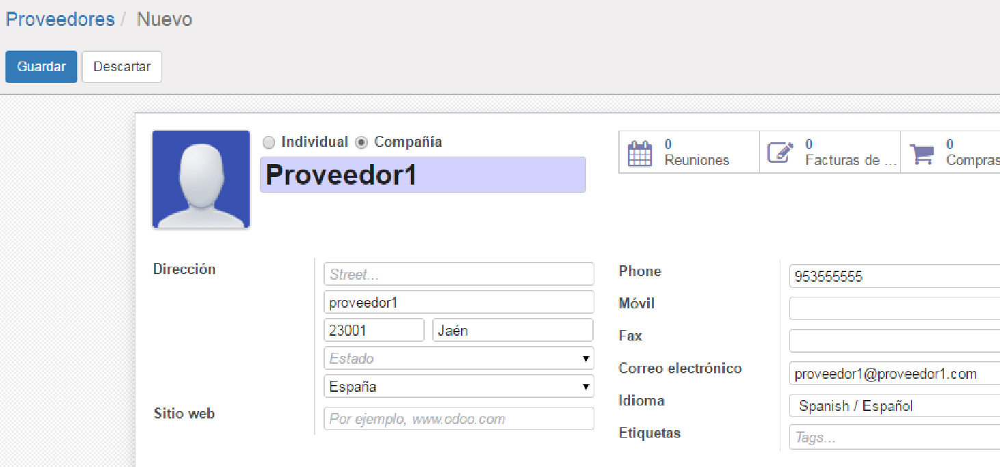 Proveedores / Nuevo
Guardar Descartar
Individual Compañía
Proveedor1
0 Reuniones
0 Facturas de ...
0 Compras
Dirección
Street...
proveedor1
23001 Jaén
Estado
España
Sitio web
Por ejemplo, www.odoo.com
Phone 953555555
Móvil
Fax
Correo electrónico proveedor1@proveedor1.com
Idioma Spanish / Español
Etiquetas Tags...